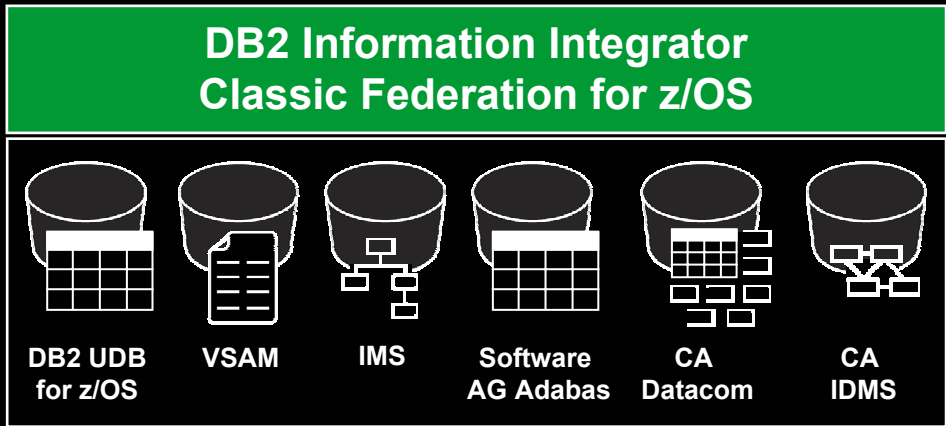 DB2 Information Integrator
Classic Federation for z/OS
DB2 UDB
for z/OS
VSAM
IMS
Software
AG Adabas
CA
Datacom
CA
IDMS